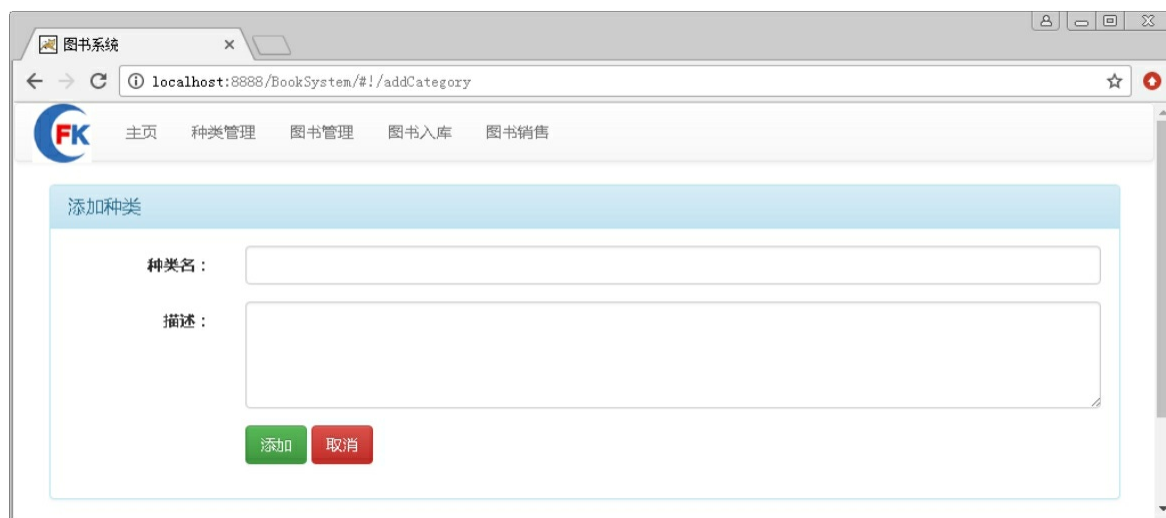 图书系统
localhost:8888/BookSystem/#!/addCategory
FK 主页 种类管理 图书管理 图书入库 图书销售
添加种类
种类名：
描述：
添加 取消